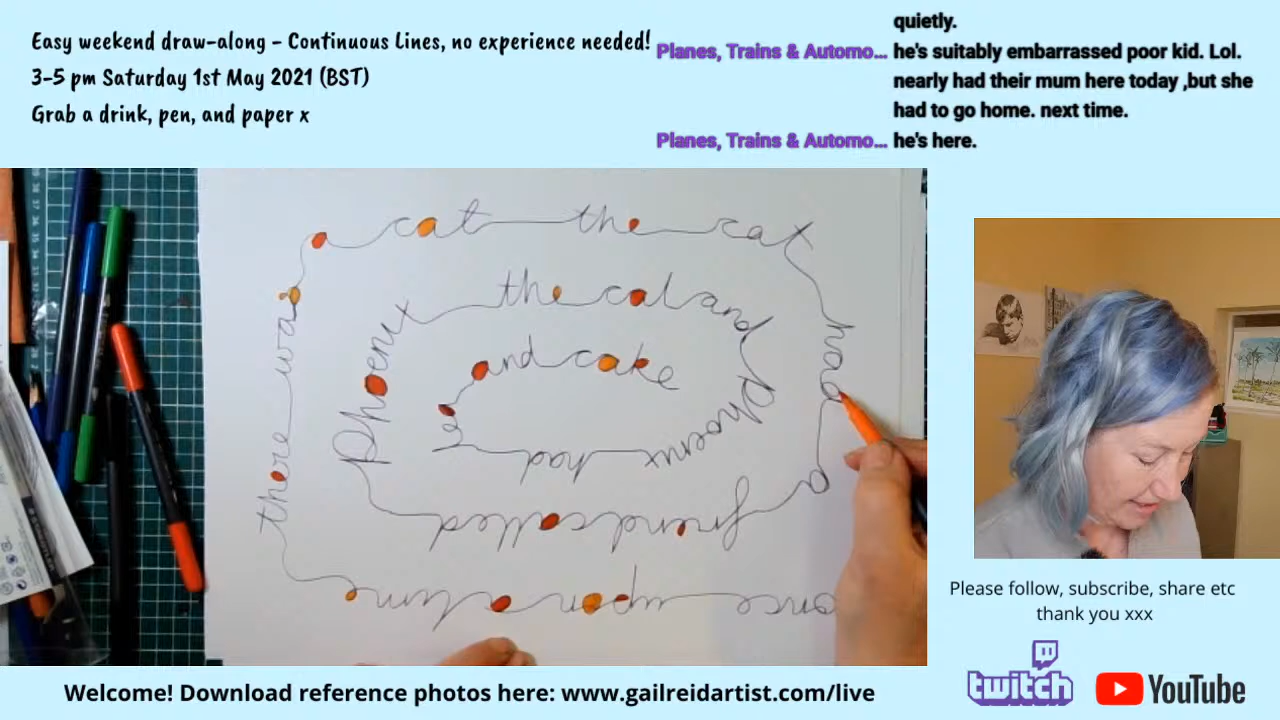 Easy weekend draw-along - Continuous Lines, no experience needed!
3-5 pm Saturday 1st May 2021 (BST)
Grab a drink, pen, and paper x
quietly.
Planes, Trains & Automo... he's suitably embarrassed poor kid. Lol.
nearly had their mum here today ,but she
had to go home. next time.
Planes, Trains & Automo... he's here.
once upon a time
there was
a cat the cat
has
a
friend called
Phoenx
the cat and
Phoenx had
tea
and cake
Please follow, subscribe, share etc
thank you xxx
twitch
YouTube
Welcome! Download reference photos here: www.gailreidartist.com/live